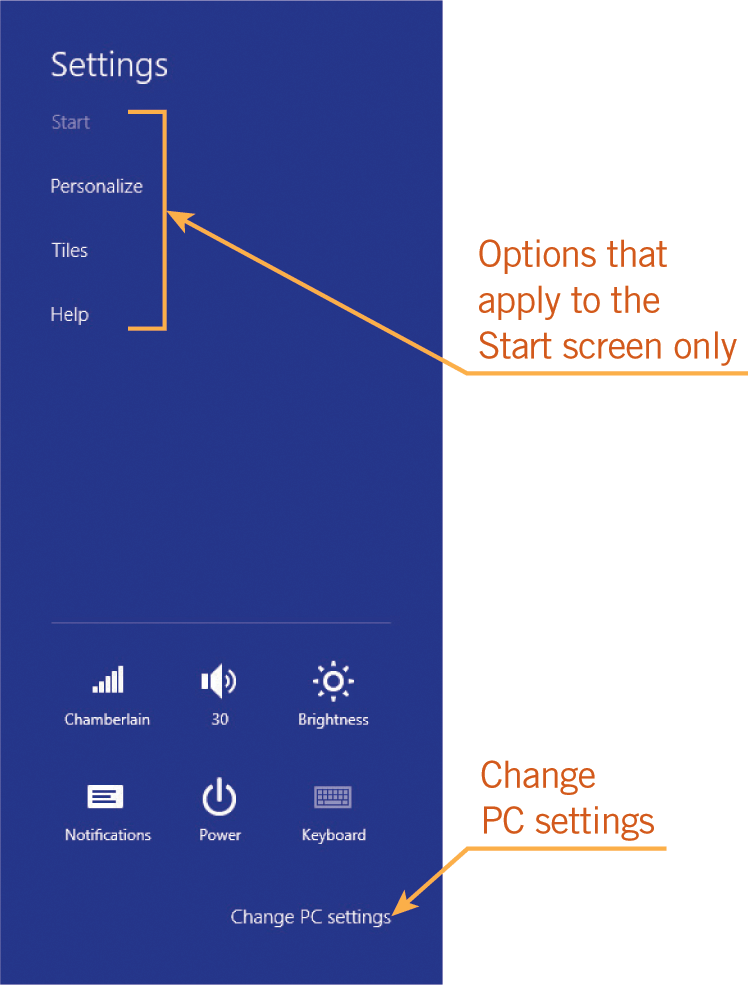 Settings
Start
Personalize
Tiles
Help
Options that
apply to the
Start screen only
Chamberlain
30
Brightness
Notifications
Power
Keyboard
Change
PC settings
Change PC settings